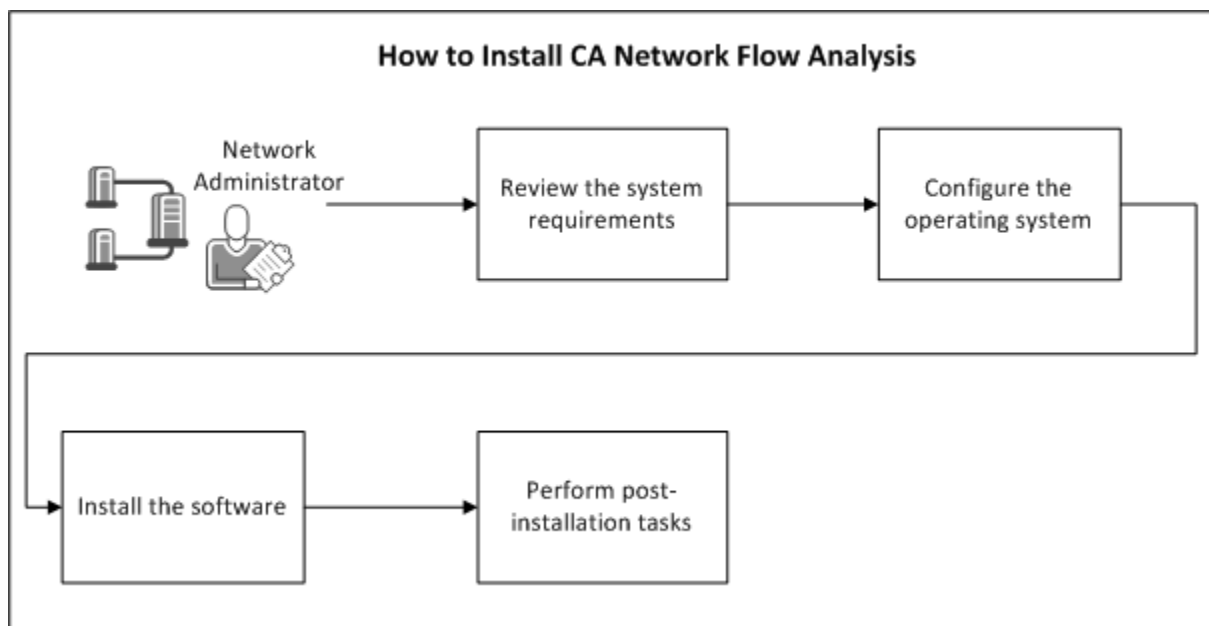 How to Install CA Network Flow Analysis
Network
Administrator
Review the system
requirements
Configure the
operating system
Install the software
Perform post-
installation tasks